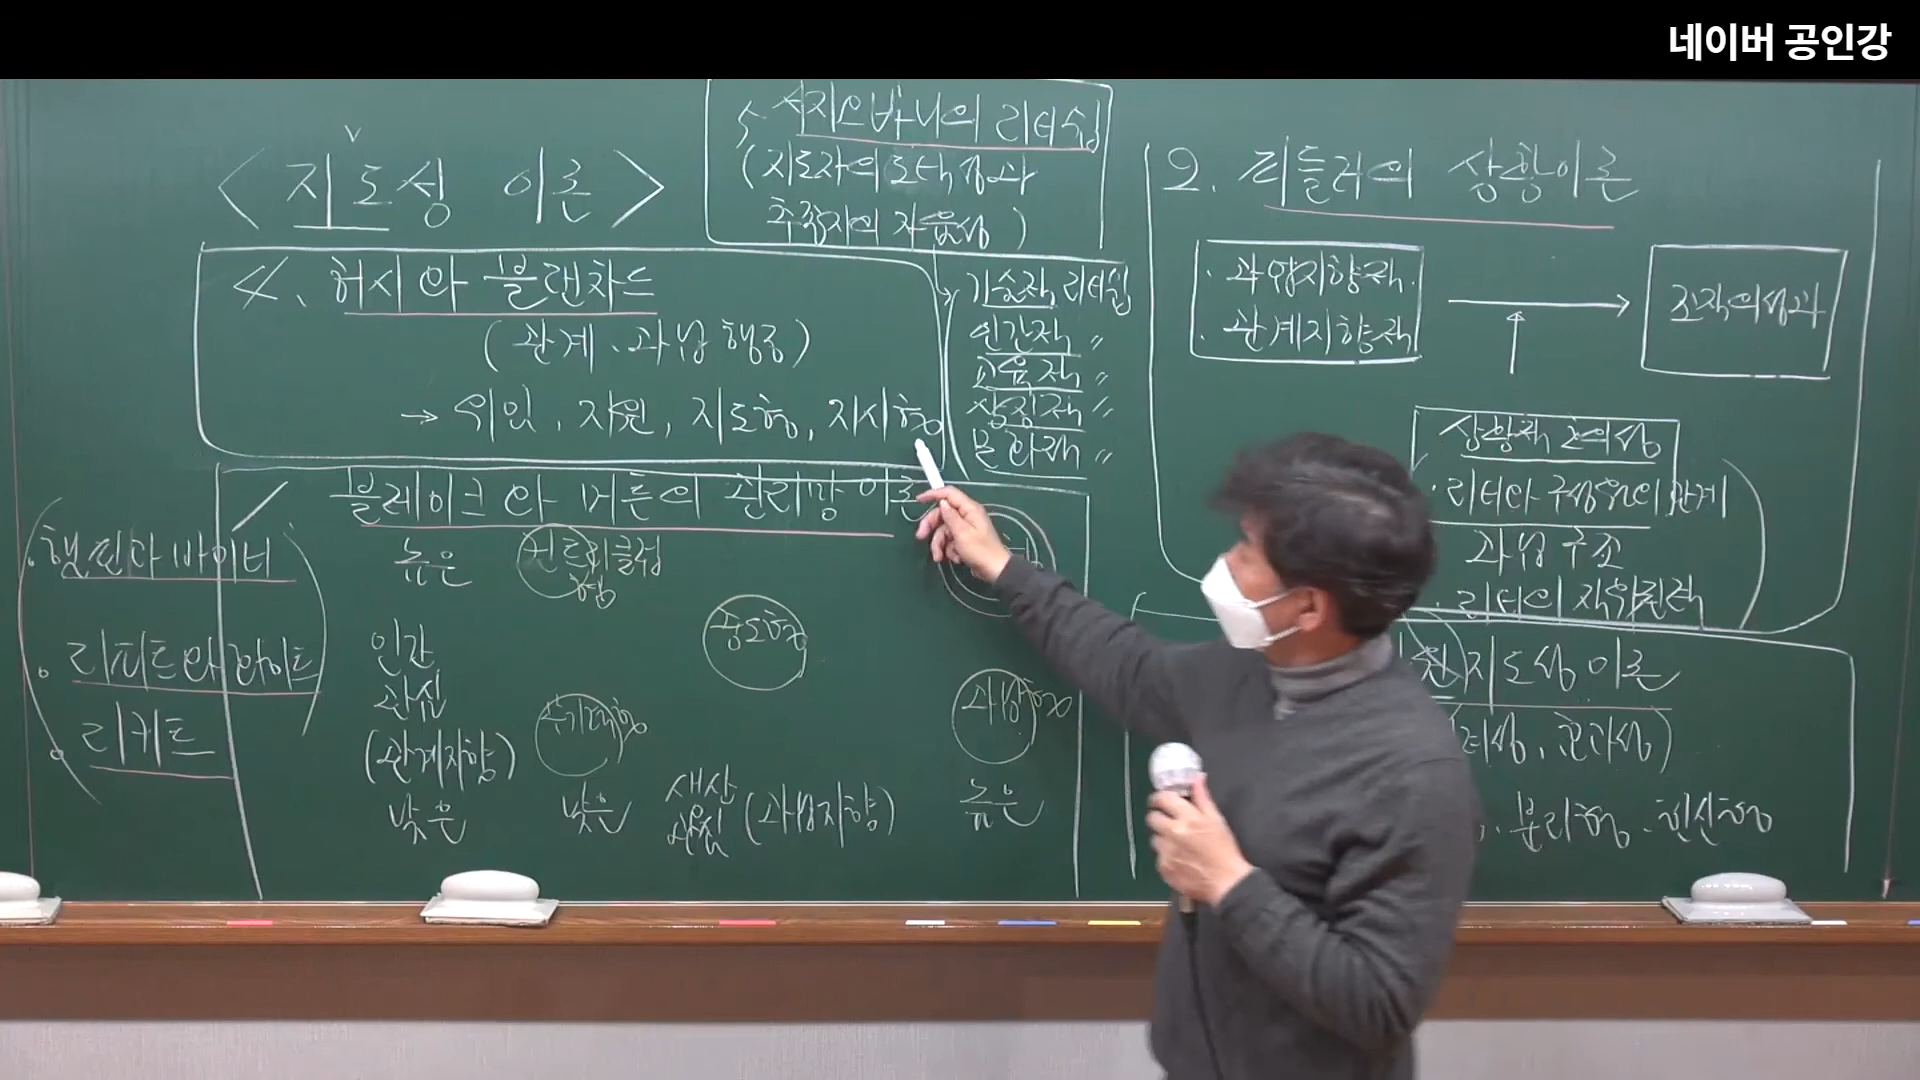 네이버 공인강
< 지도성 이론 >
5. 서지오바니의 리더십
(지도자의 도덕성과
추종자의 자율성)
4. 허시와 블랜차드
(관계、과업행동)
→ 위임, 지원, 지도형, 지시형
기술적 리더십
인간적 〃
교육적 〃
상징적 〃
문화적 〃
블레이크와 머튼의 관리망 이론
높은
컨트리클럽
형
중도형
인간
관심
(관계지향)
낮은
무기력형
과업형
낮은
생산
관심 (과업지향)
높은
· 핼핀과 바이너
· 리피트와 화이트
· 리커트
2. 피들러의 상황이론
· 과업지향적
· 관계지향적
조직의 성과
상황적 호의성
· 리더와 구성원의 관계
과업구조
· 리더의 지위권력
지도성 이론